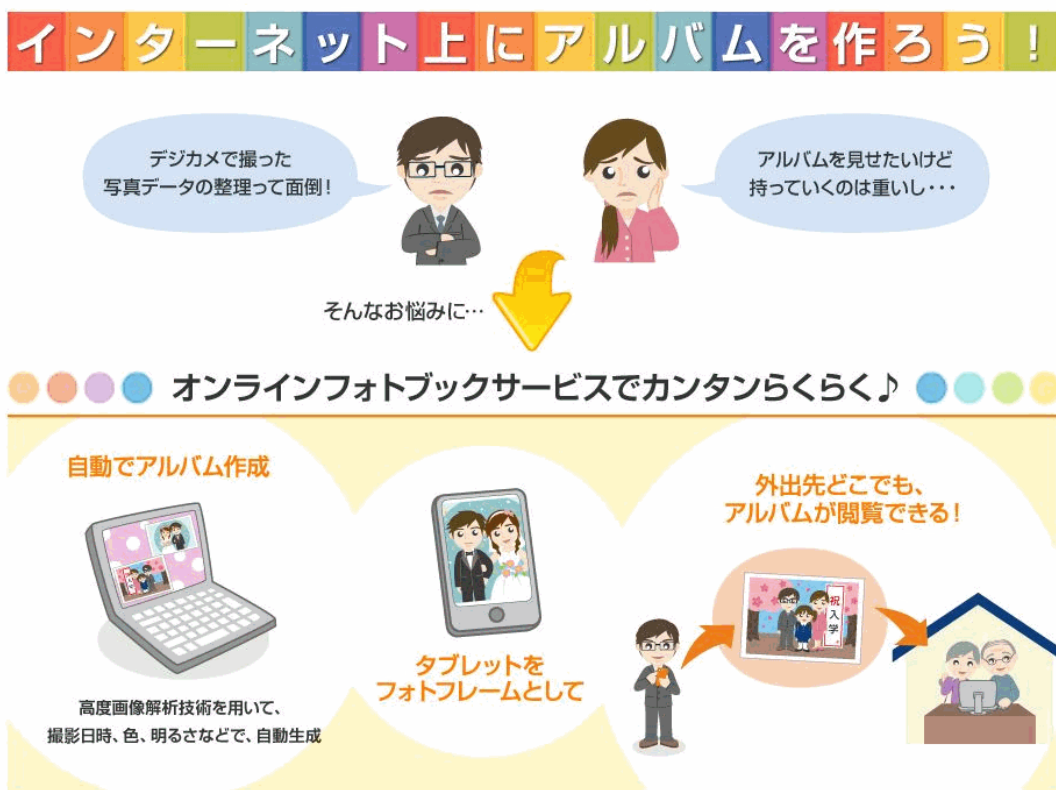 インターネット上にアルバムを作ろう!
デジカメで撮った
写真データの整理って面倒!
アルバムを見せたいけど
持っていくのは重いし・・・
そんなお悩みに…
オンラインフォトブックサービスでカンタンらくらく♪
自動でアルバム作成
高度画像解析技術を用いて、
撮影日時、色、明るさなどで、自動生成
タブレットを
フォトフレームとして
外出先どこでも、
アルバムが閲覧できる!
祝
入
学